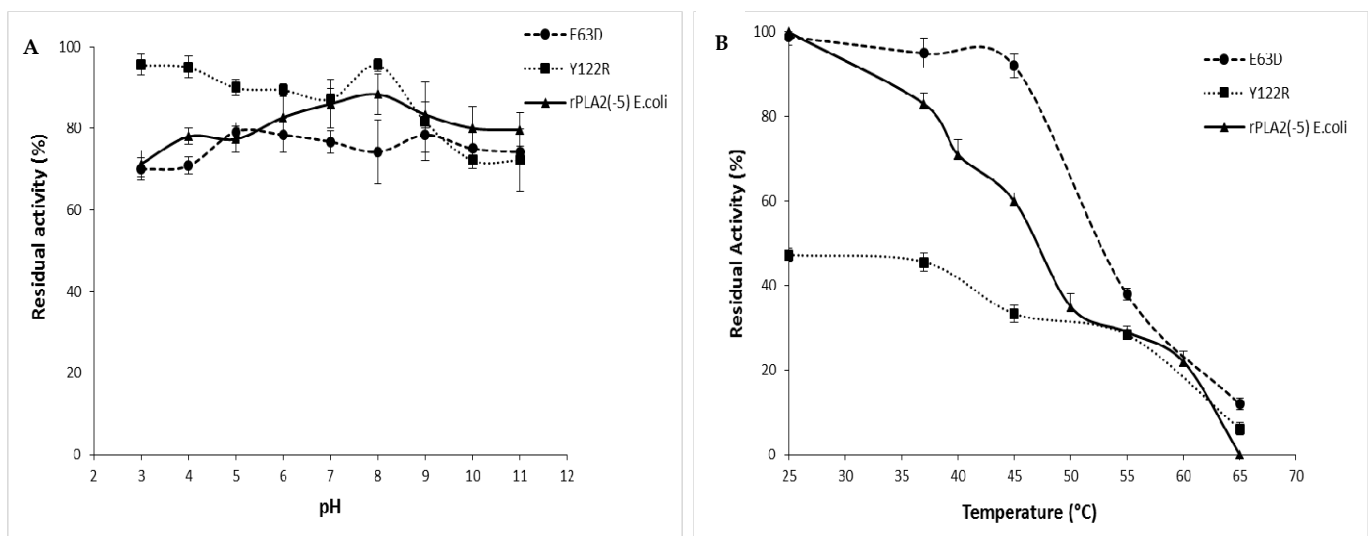 A
E63D
Y122R
rPLA2(-5) E.coli
100
80
60
40
20
0
Residual activity (%)
2 3 4 5 6 7 8 9 10 11 12
pH
B
E63D
Y122R
rPLA2(-5) E.coli
100
80
60
40
20
0
Residual Activity (%)
25 30 35 40 45 50 55 60 65 70
Temperature (°C)